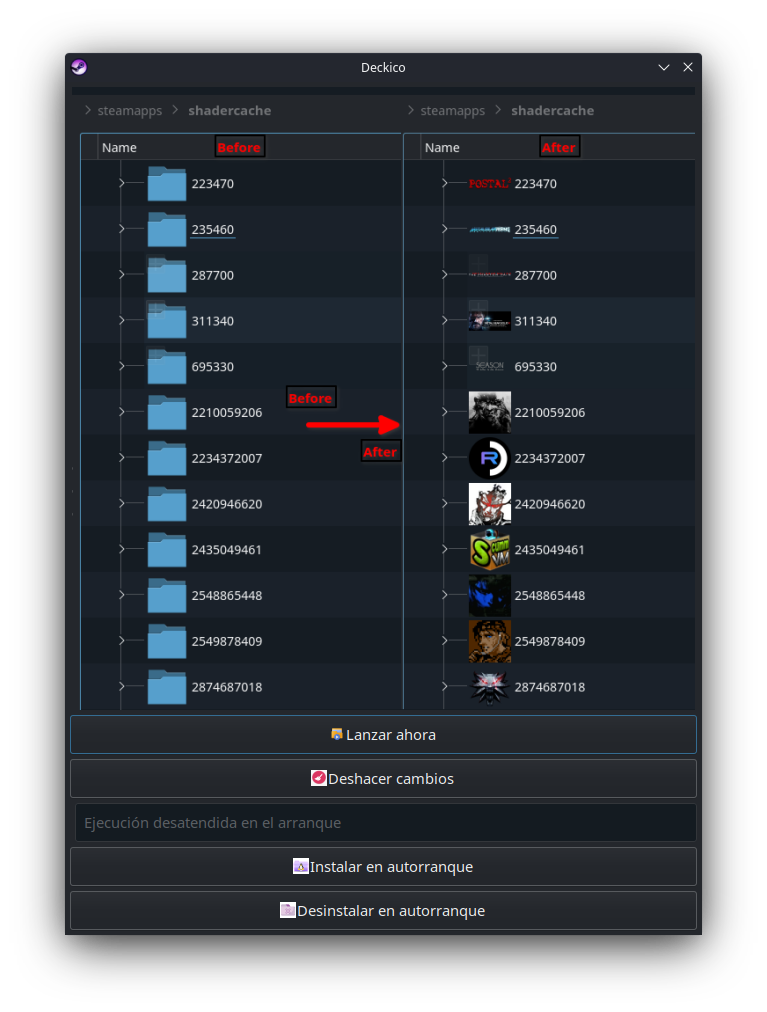 Deckico
steamapps shadercache
steamapps shadercache
Name Before
Name After
223470
235460
287700
311340
695330
2210059206
2234372007
2420946620
2435049461
2548865448
2549878409
2874687018
Before
After
POSTAL 223470
235460
287700
311340
SEASON 695330
2210059206
R 2234372007
2420946620
2435049461
2548865448
2549878409
2874687018
Lanzar ahora
Deshacer cambios
Ejecución desatendida en el arranque
Instalar en autorranque
Desinstalar en autorranque